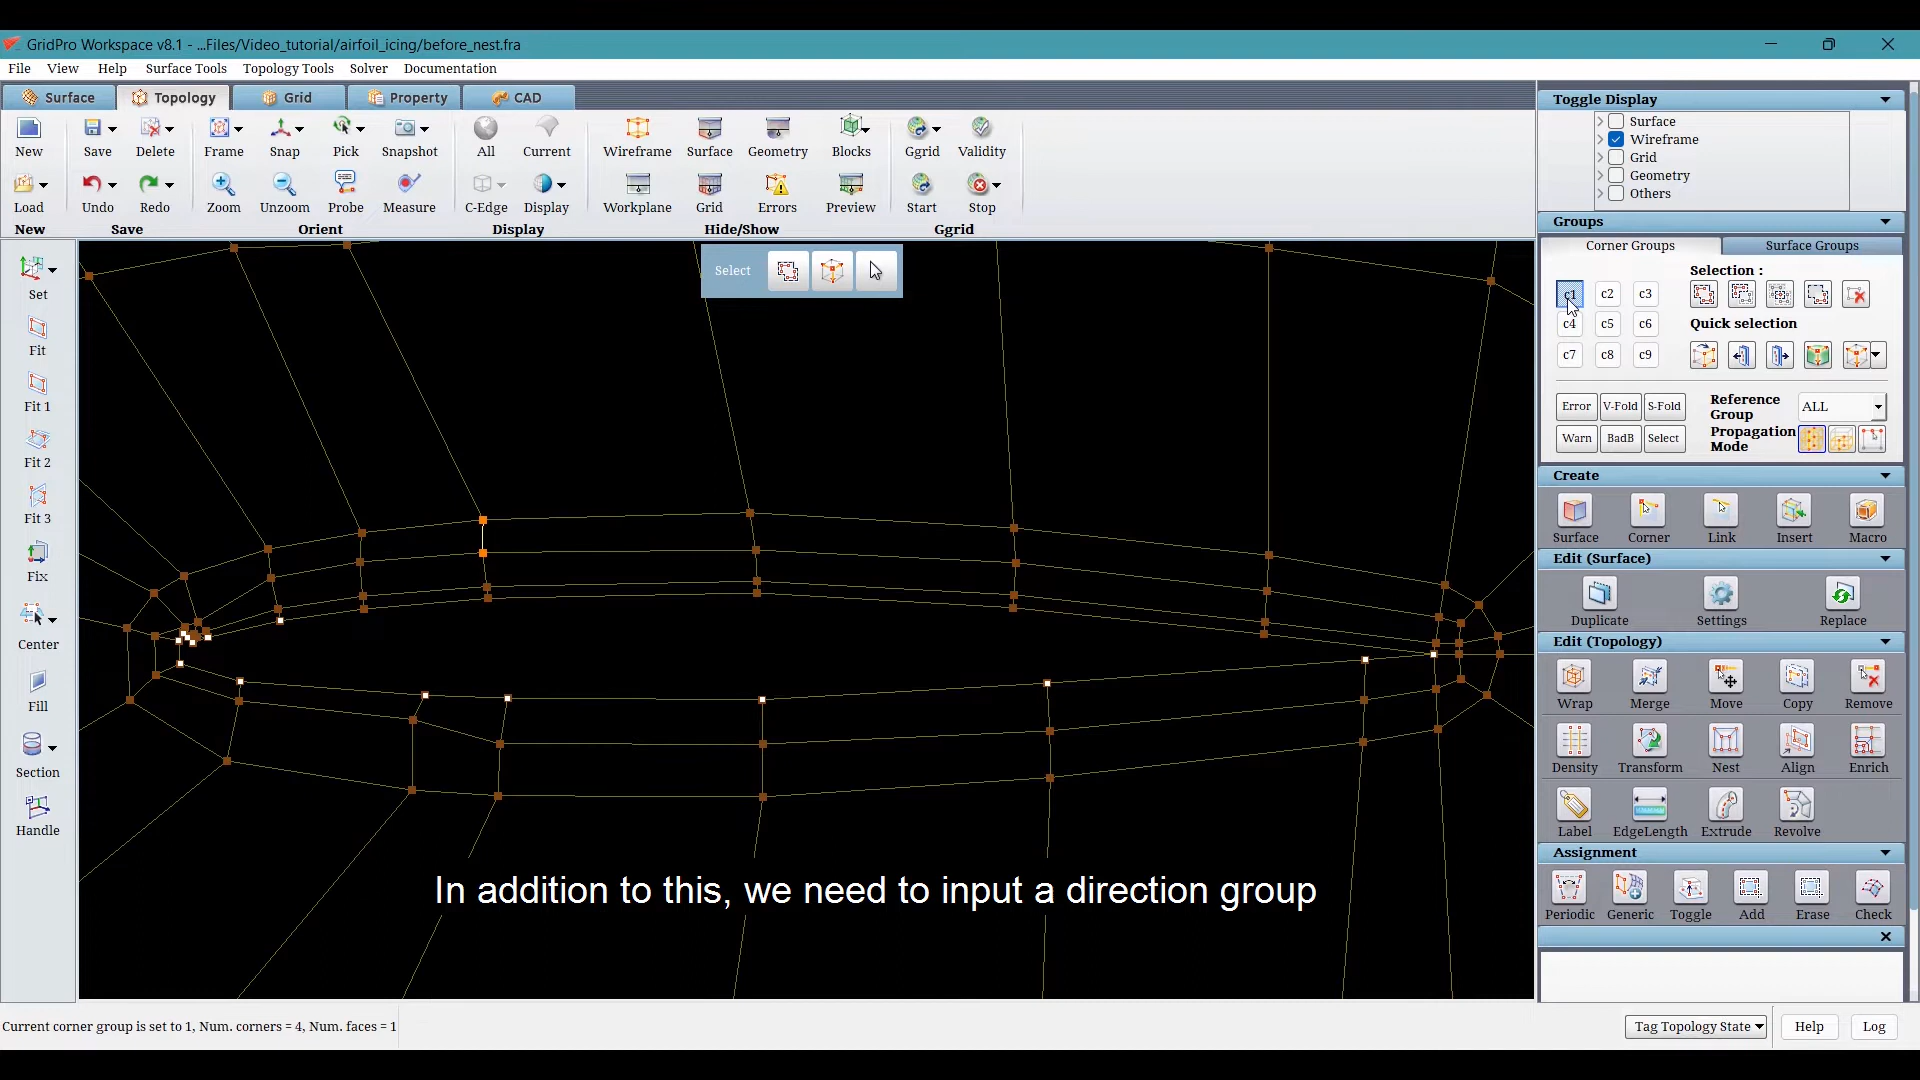 GridPro Workspace v8.1 - ...Files/Video_tutorial/airfoil_icing/before_nest.fra
File View Help Surface Tools Topology Tools Solver Documentation
Surface Topology Grid Property CAD
New Save Delete Frame Snap Pick Snapshot All Current Wireframe Surface Geometry Blocks Ggrid Validity
Load Undo Redo Zoom Unzoom Probe Measure C-Edge Display Workplane Grid Errors Preview Start Stop
New Save Orient Display Hide/Show Ggrid
Set
Fit
Fit 1
Fit 2
Fit 3
Fix
Center
Fill
Section
Handle
Select
In addition to this, we need to input a direction group
Toggle Display
Surface
Wireframe
Grid
Geometry
Others
Groups
Corner Groups Surface Groups
Selection :
c1 c2 c3
c4 c5 c6
Quick selection
c7 c8 c9
Error V-Fold S-Fold
Reference Group ALL
Warn BadB Select
Propagation Mode
Create
Surface Corner Link Insert Macro
Edit (Surface)
Duplicate Settings Replace
Edit (Topology)
Wrap Merge Move Copy Remove
Density Transform Nest Align Enrich
Label EdgeLength Extrude Revolve
Assignment
Periodic Generic Toggle Add Erase Check
Current corner group is set to 1, Num. corners = 4, Num. faces = 1
Tag Topology State Help Log